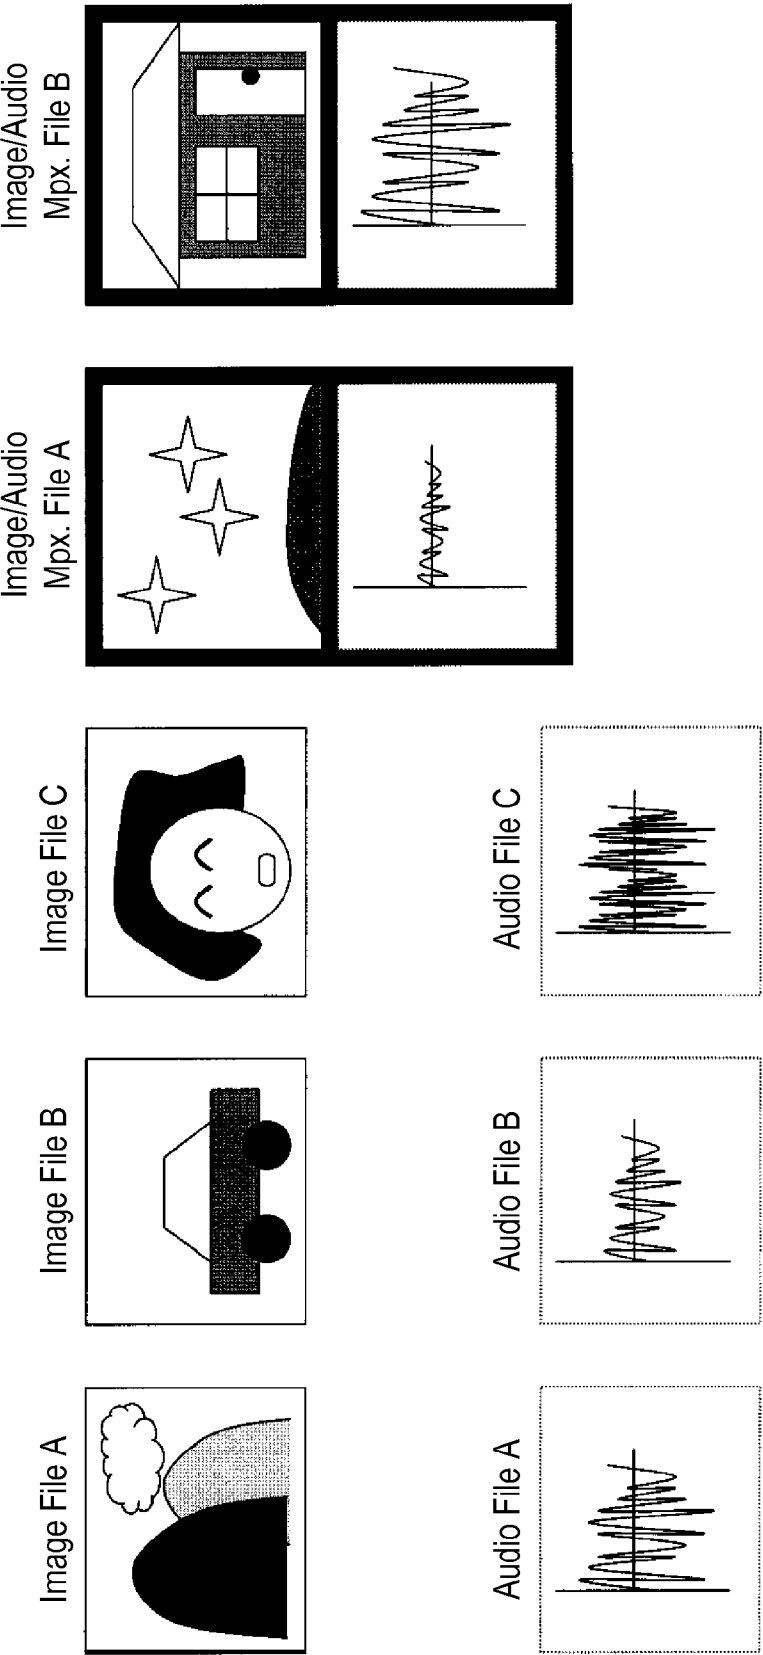 Image File A
Image File B
Image File C
Image/Audio
Mpx. File A
Image/Audio
Mpx. File B
Audio File A
Audio File B
Audio File C